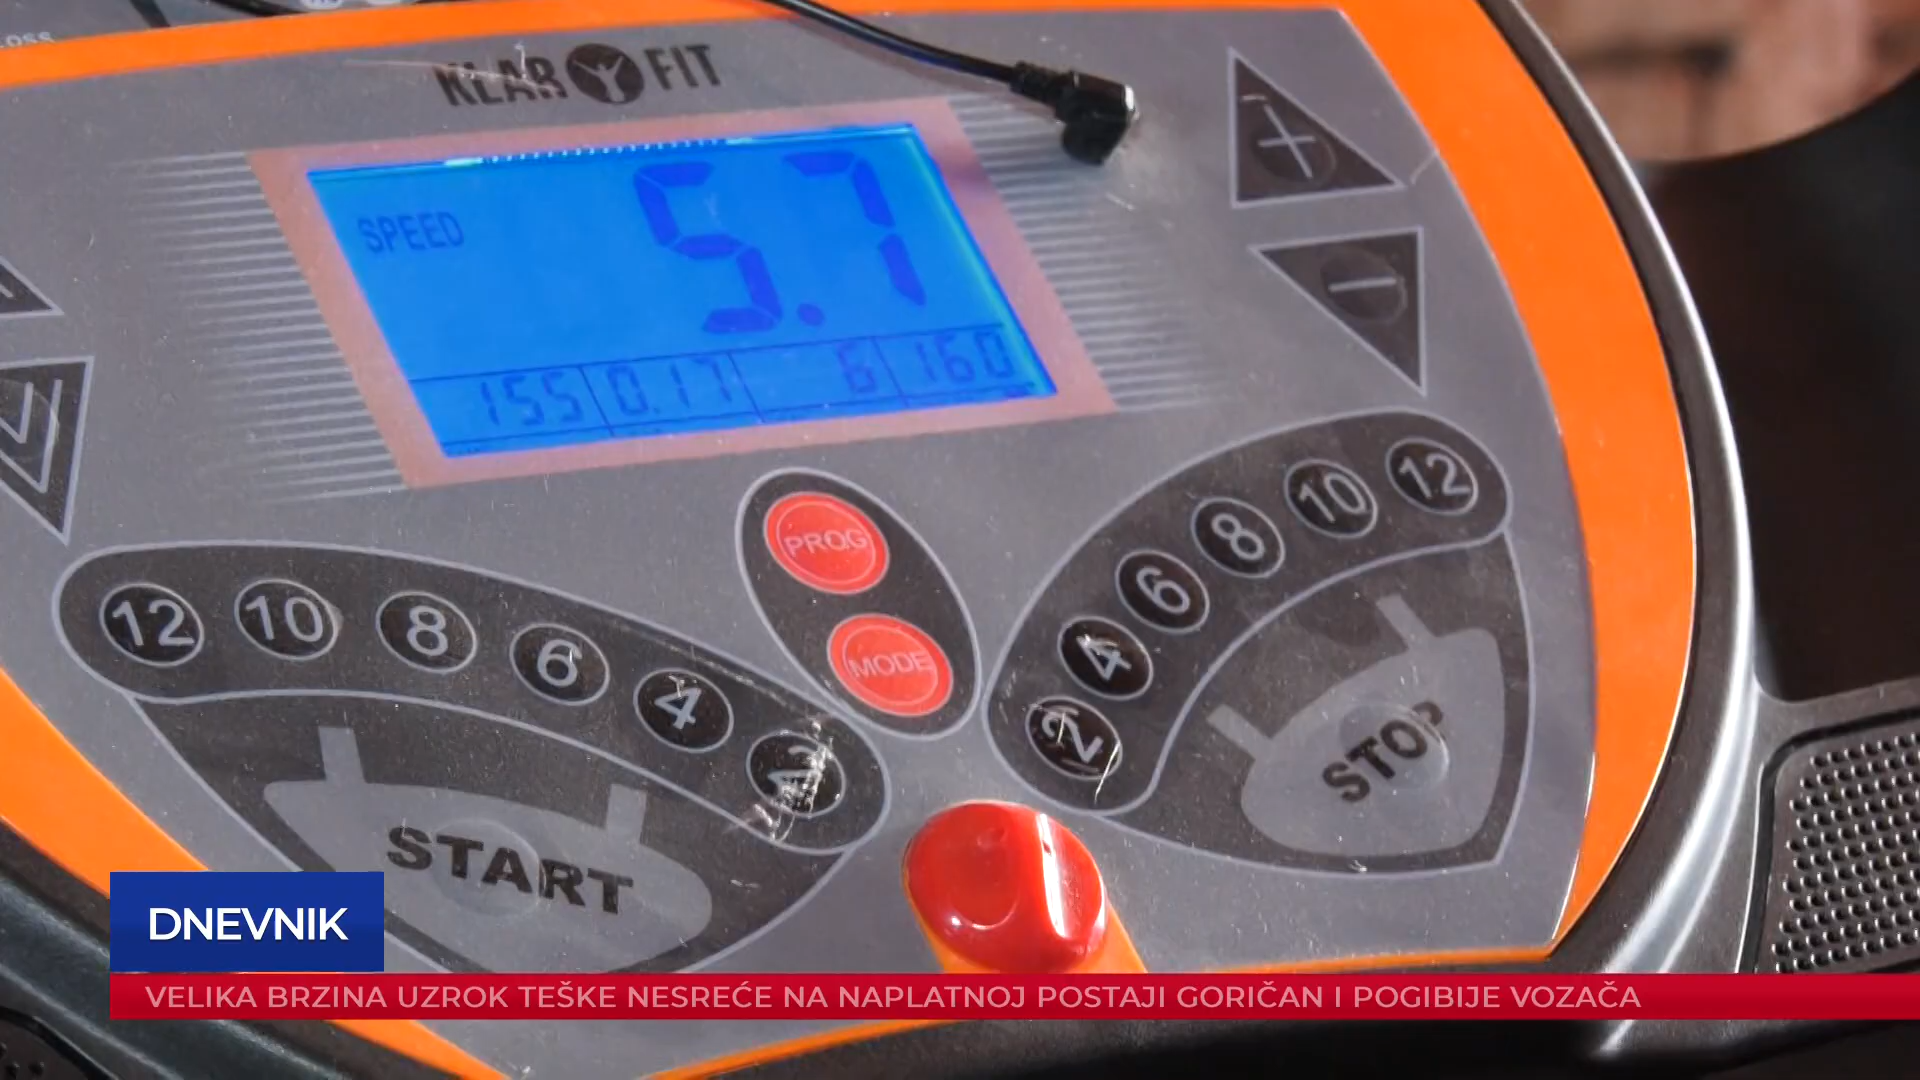 KLAR FIT
SPEED
5.7
155 0.17 6 160
PROG
MODE
12 10 8 6 4 2
2 4 6 8 10 12
START
STOP
DNEVNIK
VELIKA BRZINA UZROK TEŠKE NESREĆE NA NAPLATNOJ POSTAJI GORIČAN I POGIBIJE VOZAČA